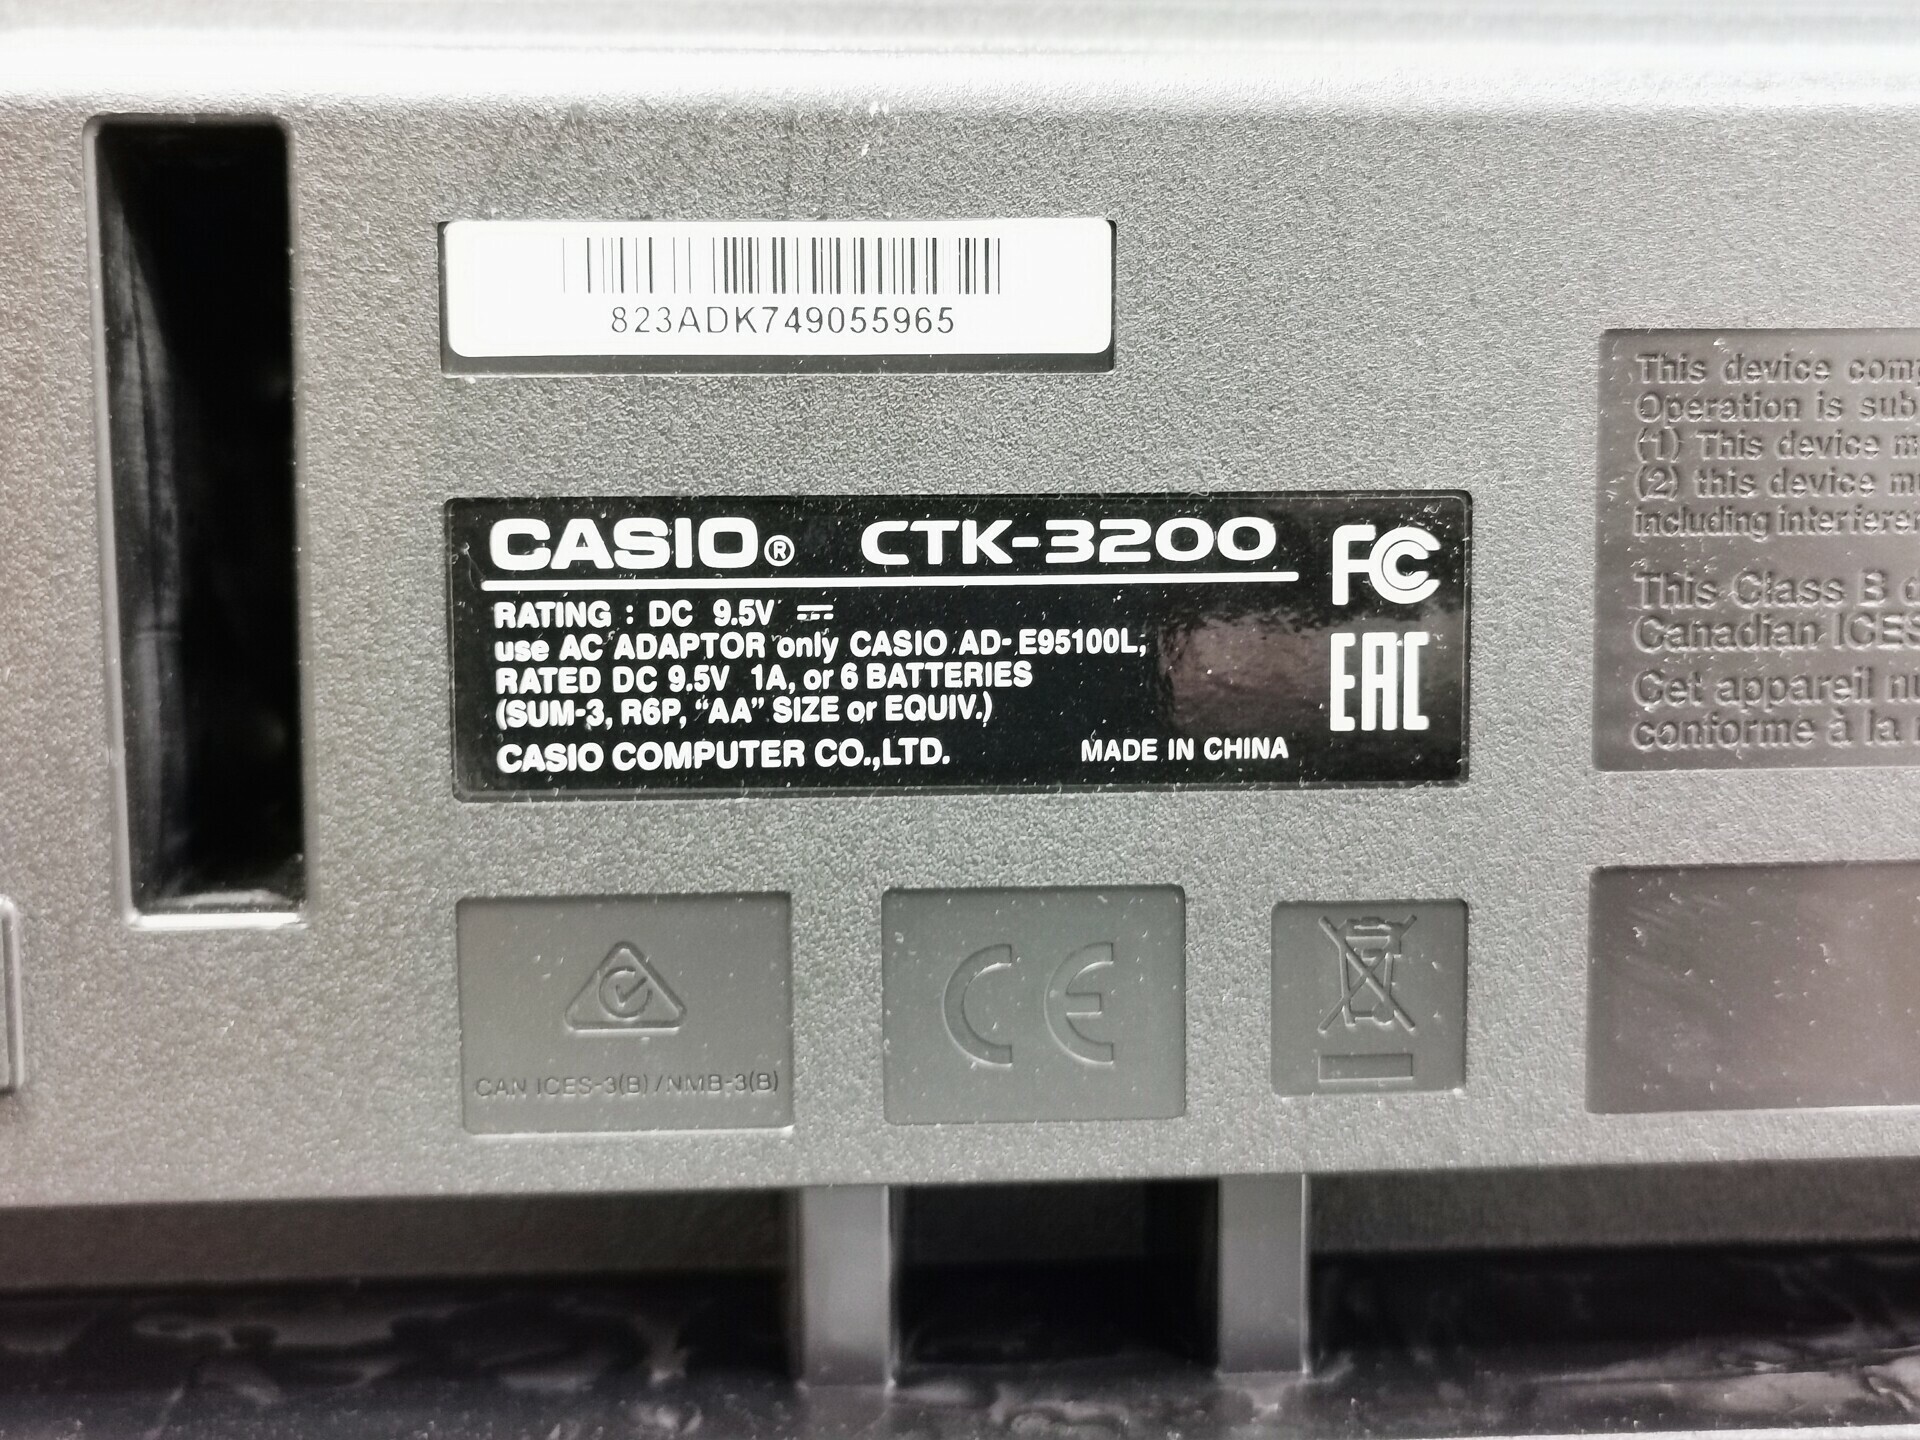 823ADK749055965
CASIO® CTK-3200
FC
RATING : DC 9.5V
use AC ADAPTOR only CASIO AD-E95100L;
RATED DC 9.5V 1A, or 6 BATTERIES
(SUM-3, R6P, “AA” SIZE or EQUIV.)
EAC
CASIO COMPUTER CO.,LTD.
MADE IN CHINA
CAN ICES-3(B)/NMB-3(B)
CE
This device
Operation is
(1) This device
(2) this device
including
This Class B
Canadian
Cet appareil
conforme à la